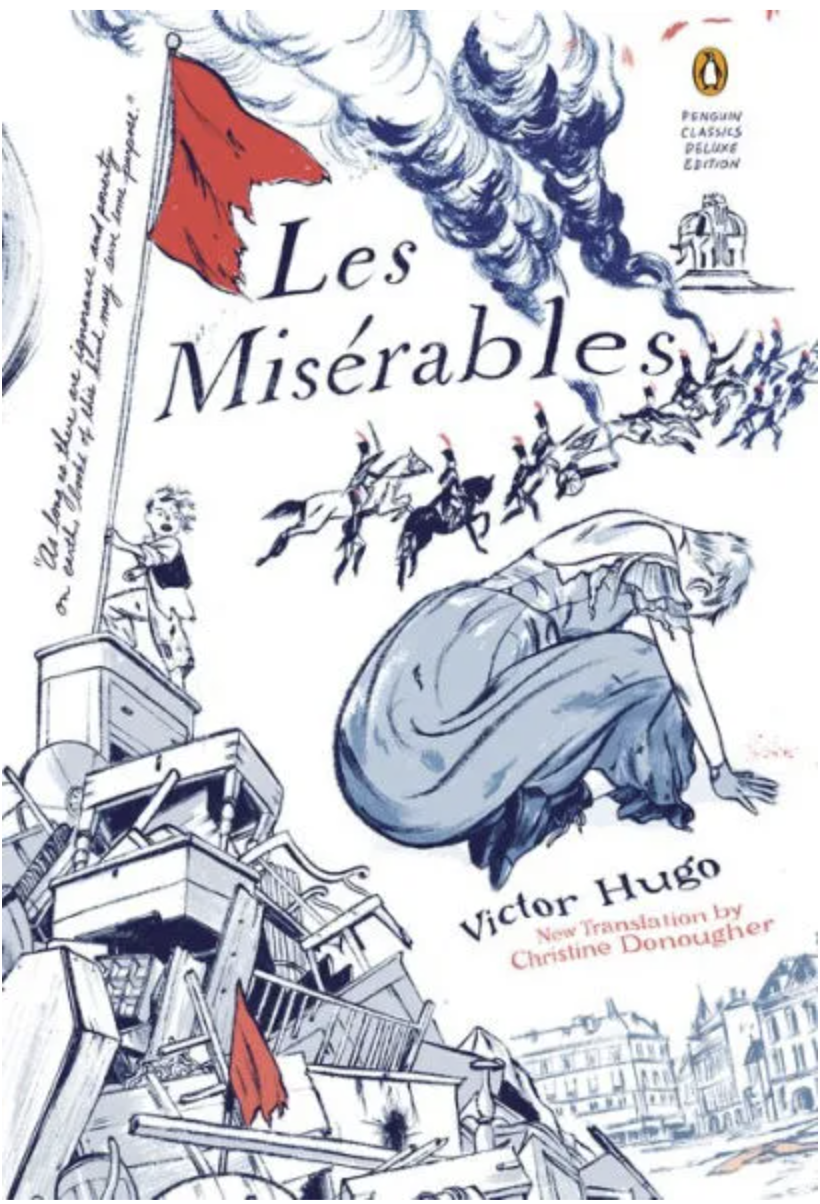 PENGUIN
CLASSICS
DELUXE
EDITION
"As long as there are ignorance and poverty
on earth, books of this kind may serve some purpose."
Les
Misérables
Victor Hugo
New Translation by
Christine Donougher